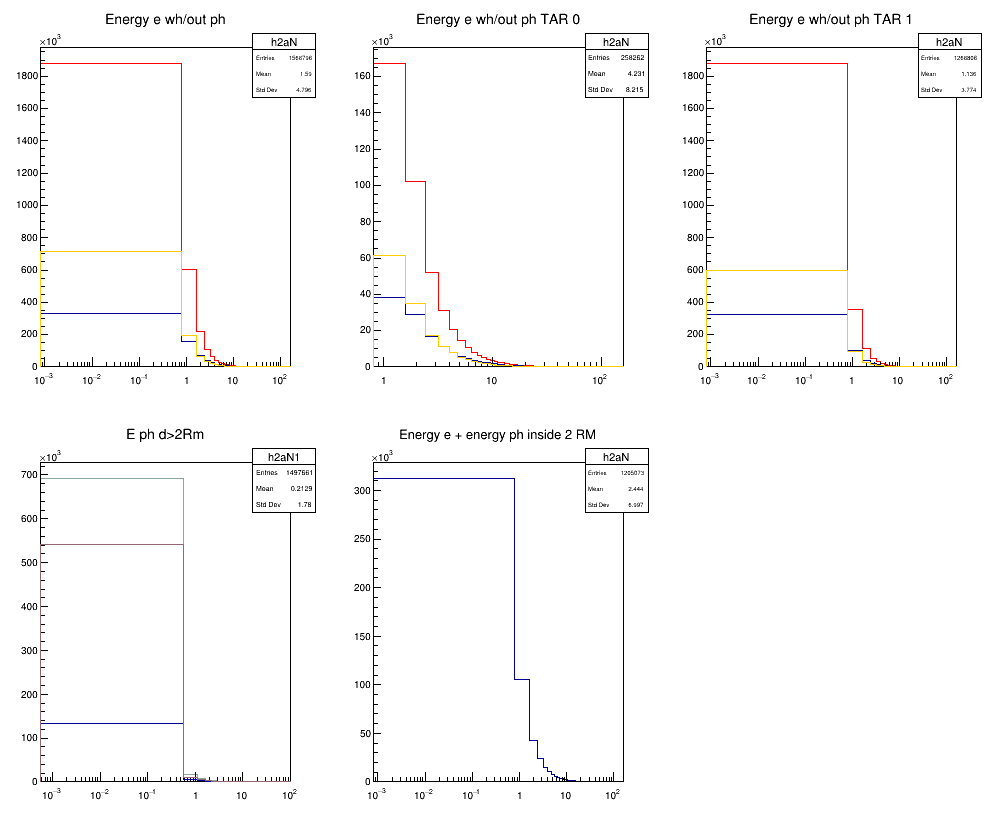 Energy e wh/out ph
×10³
h2aN
Entries 1566796
Mean 1.59
Std Dev 4.796
1800
1600
1400
1200
1000
800
600
400
200
0
10⁻³ 10⁻² 10⁻¹ 1 10 10²
Energy e wh/out ph TAR 0
×10³
h2aN
Entries 258262
Mean 4.231
Std Dev 8.215
160
140
120
100
80
60
40
20
0
1 10 10²
Energy e wh/out ph TAR 1
×10³
h2aN
Entries 1266806
Mean 1.136
Std Dev 3.774
1800
1600
1400
1200
1000
800
600
400
200
0
10⁻³ 10⁻² 10⁻¹ 1 10 10²
E ph d>2Rm
×10³
h2aN1
Entries 1497661
Mean 0.2129
Std Dev 1.78
700
600
500
400
300
200
100
0
10⁻³ 10⁻² 10⁻¹ 1 10 10²
Energy e + energy ph inside 2 RM
×10³
h2aN
Entries 1205073
Mean 2.444
Std Dev 6.997
300
250
200
150
100
50
0
10⁻³ 10⁻² 10⁻¹ 1 10 10²